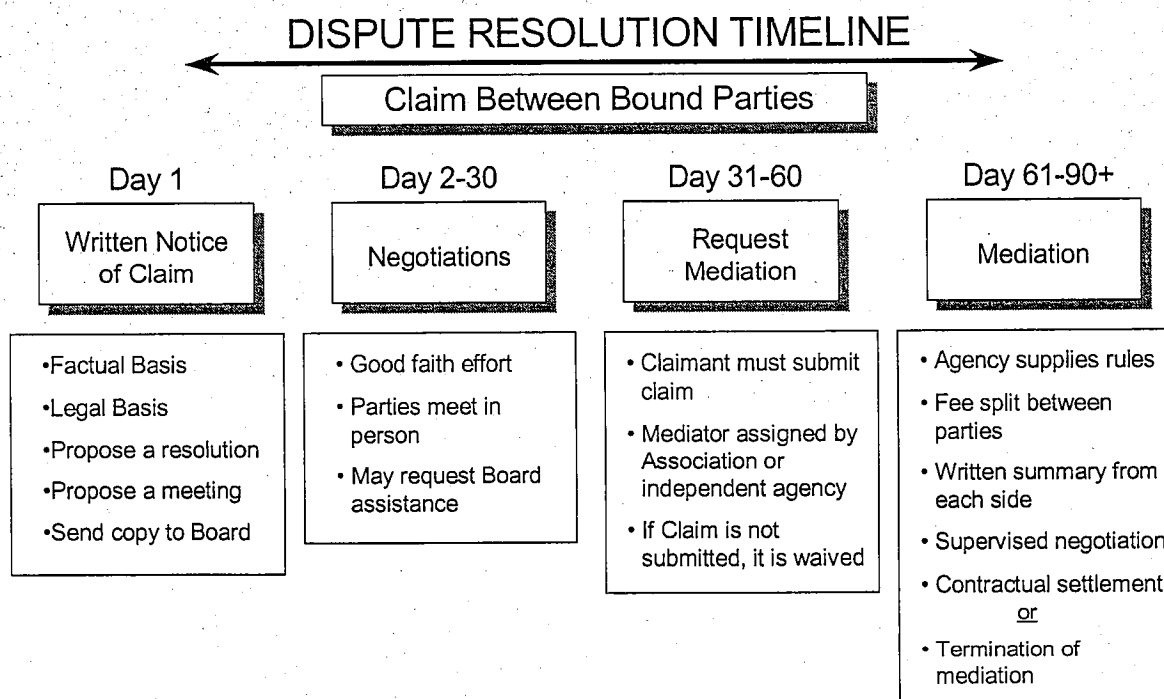 DISPUTE RESOLUTION TIMELINE
Claim Between Bound Parties
Day 1
Written Notice
of Claim
•Factual Basis
•Legal Basis
•Propose a resolution
•Propose a meeting
•Send copy to Board
Day 2-30
Negotiations
• Good faith effort
• Parties meet in
person
• May request Board
assistance
Day 31-60
Request
Mediation
• Claimant must submit
claim
• Mediator assigned by
Association or
independent agency
• If Claim is not
submitted, it is waived
Day 61-90+
Mediation
• Agency supplies rules
• Fee split between
parties
• Written summary from
each side
• Supervised negotiation
• Contractual settlement
or
• Termination of
mediation